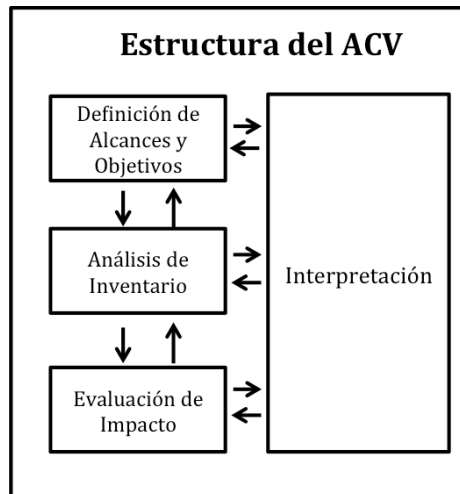 Estructura del ACV
Definición de
Alcances y
Objetivos
Análisis de
Inventario
Interpretación
Evaluación de
Impacto